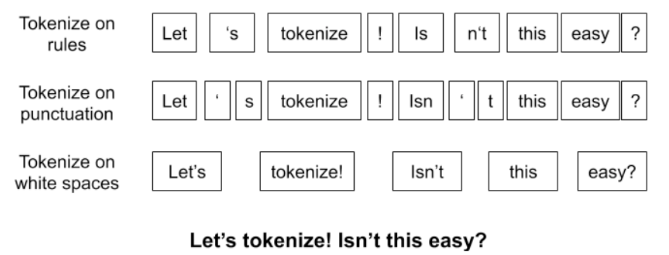 Tokenize on
rules
Let ‘s tokenize ! Is n‘t this easy ?
Tokenize on
punctuation
Let ‘ s tokenize ! Isn ‘ t this easy ?
Tokenize on
white spaces
Let’s tokenize! Isn’t this easy?
Let’s tokenize! Isn’t this easy?